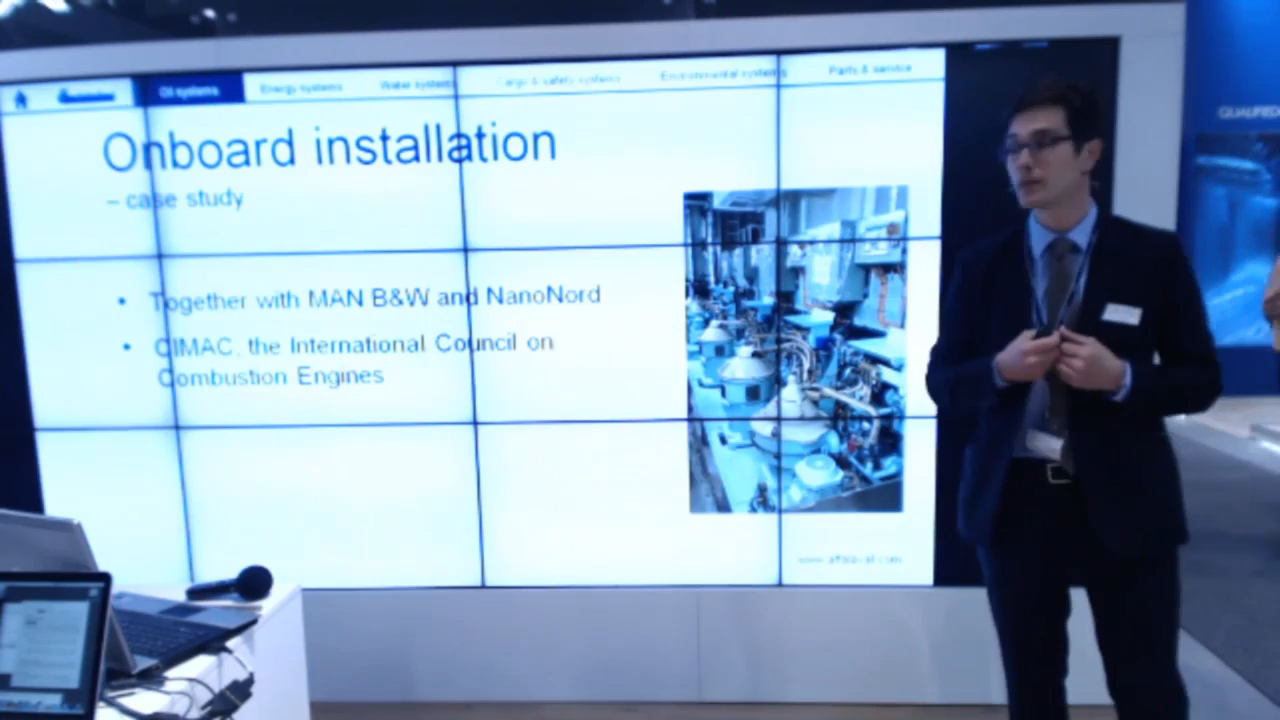 Oil systems
Energy systems
Water systems
Cargo & safety systems
Environmental systems
Parts & service
Onboard installation
– case study
• Together with MAN B&W and NanoNord
• CIMAC, the International Council on
Combustion Engines
www.alfalaval.com
QUALIFIED